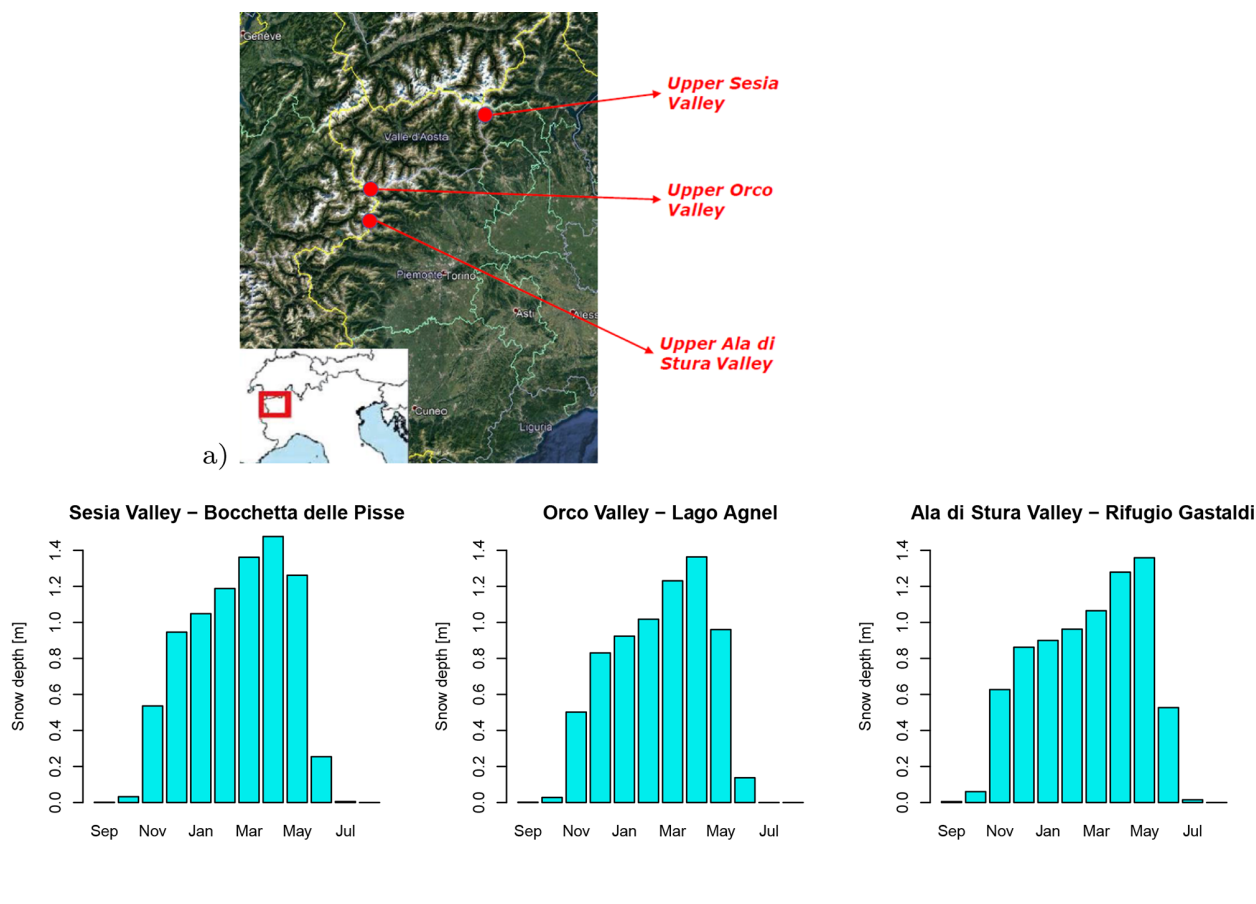 Genève
Upper Sesia
Valley
Valle d'Aosta
Upper Orco
Valley
Piemonte Torino
Asti
Aless
Upper Ala di
Stura Valley
Cuneo
Liguria
a)
Sesia Valley − Bocchetta delle Pisse
Snow depth [m]
0.0 0.2 0.4 0.6 0.8 1.0 1.2 1.4
Sep Nov Jan Mar May Jul
Orco Valley − Lago Agnel
Snow depth [m]
0.0 0.2 0.4 0.6 0.8 1.0 1.2 1.4
Sep Nov Jan Mar May Jul
Ala di Stura Valley − Rifugio Gastaldi
Snow depth [m]
0.0 0.2 0.4 0.6 0.8 1.0 1.2 1.4
Sep Nov Jan Mar May Jul